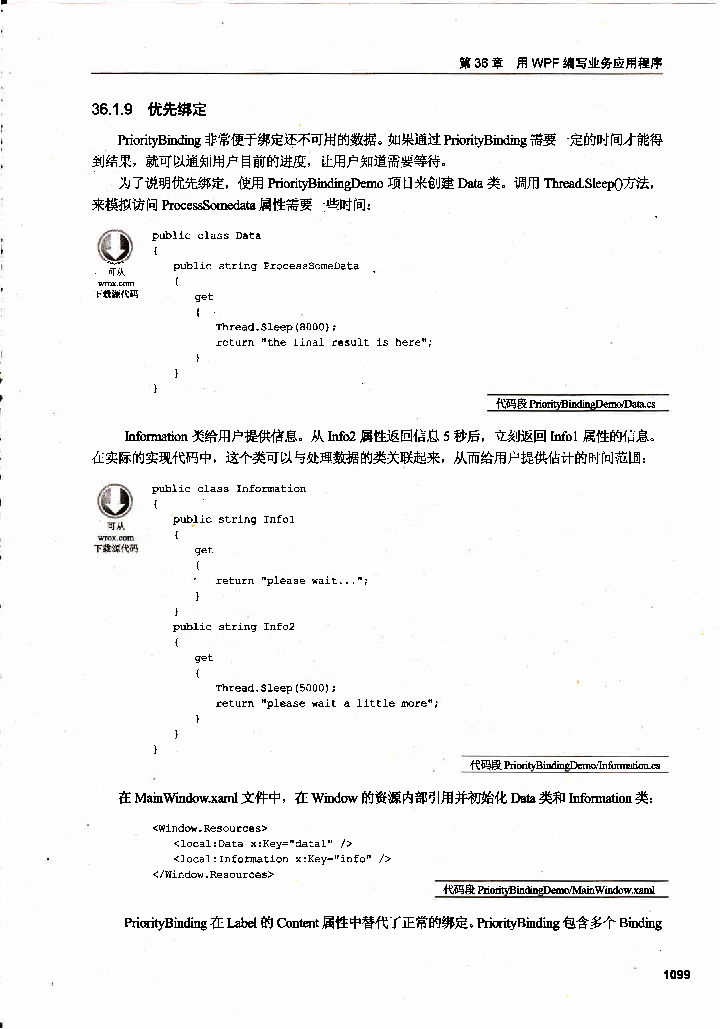 第 36 章 用 WPF 编写业务应用程序
36.1.9 优先绑定
PriorityBinding 非常便于绑定还不可用的数据。如果通过 PriorityBinding 需要一定的时间才能得
到结果，就可以通知用户目前的进度，让用户知道需要等待。
为了说明优先绑定，使用 PriorityBindingDemo 项目来创建 Data 类。调用 Thread.Sleep()方法，
来模拟访问 ProcessSomedata 属性需要一些时间：
public class Data
{
public string ProcessSomeData
{
get
{
Thread.Sleep(8000);
return "the final result is here";
}
}
}
可从
wrox.com
下载源代码
代码段 PriorityBindingDemo/Data.cs
Information 类给用户提供信息。从 Info2 属性返回信息 5 秒后，立刻返回 Info1 属性的信息。
在实际的实现代码中，这个类可以与处理数据的类关联起来，从而给用户提供估计的时间范围：
public class Information
{
public string Info1
{
get
{
return "please wait...";
}
}
public string Info2
{
get
{
Thread.Sleep(5000);
return "please wait a little more";
}
}
}
可从
wrox.com
下载源代码
代码段 PriorityBindingDemo/Information.cs
在 MainWindow.xaml 文件中，在 Window 的资源内部引用并初始化 Data 类和 Information 类：
<Window.Resources>
<local:Data x:Key="data1" />
<local:Information x:Key="info" />
</Window.Resources>
代码段 PriorityBindingDemo/MainWindow.xaml
PriorityBinding 在 Label 的 Content 属性中替代了正常的绑定。PriorityBinding 包含多个 Binding
1099